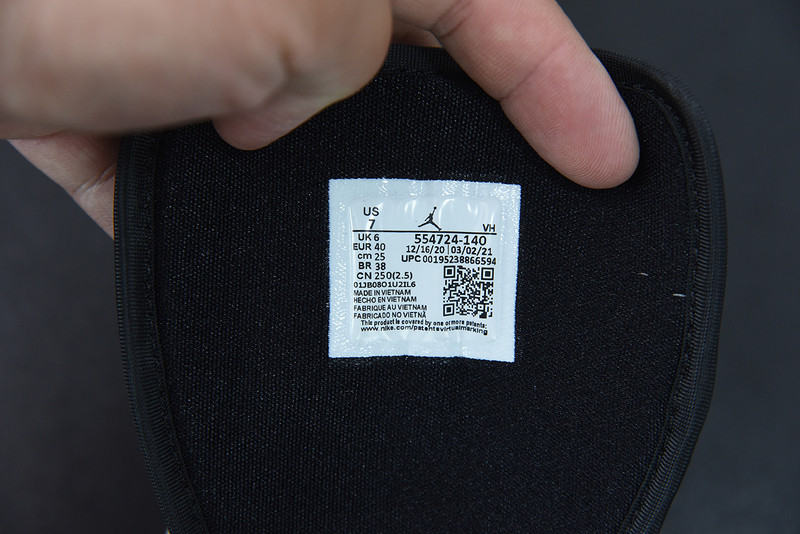 US
7
VH
UK 6
554724-140
EUR 40
12/16/20 03/02/21
cm 25
UPC 00195238866594
BR 38
CN 250(2.5)
01JB08O1U2IL6
MADE IN VIETNAM
HECHO EN VIETNAM
FABRIQUE AU VIETNAM
FABRICADO NO VIETNÃ
This product is covered by one or more patents:
www.nike.com/patentsvirtualmarking